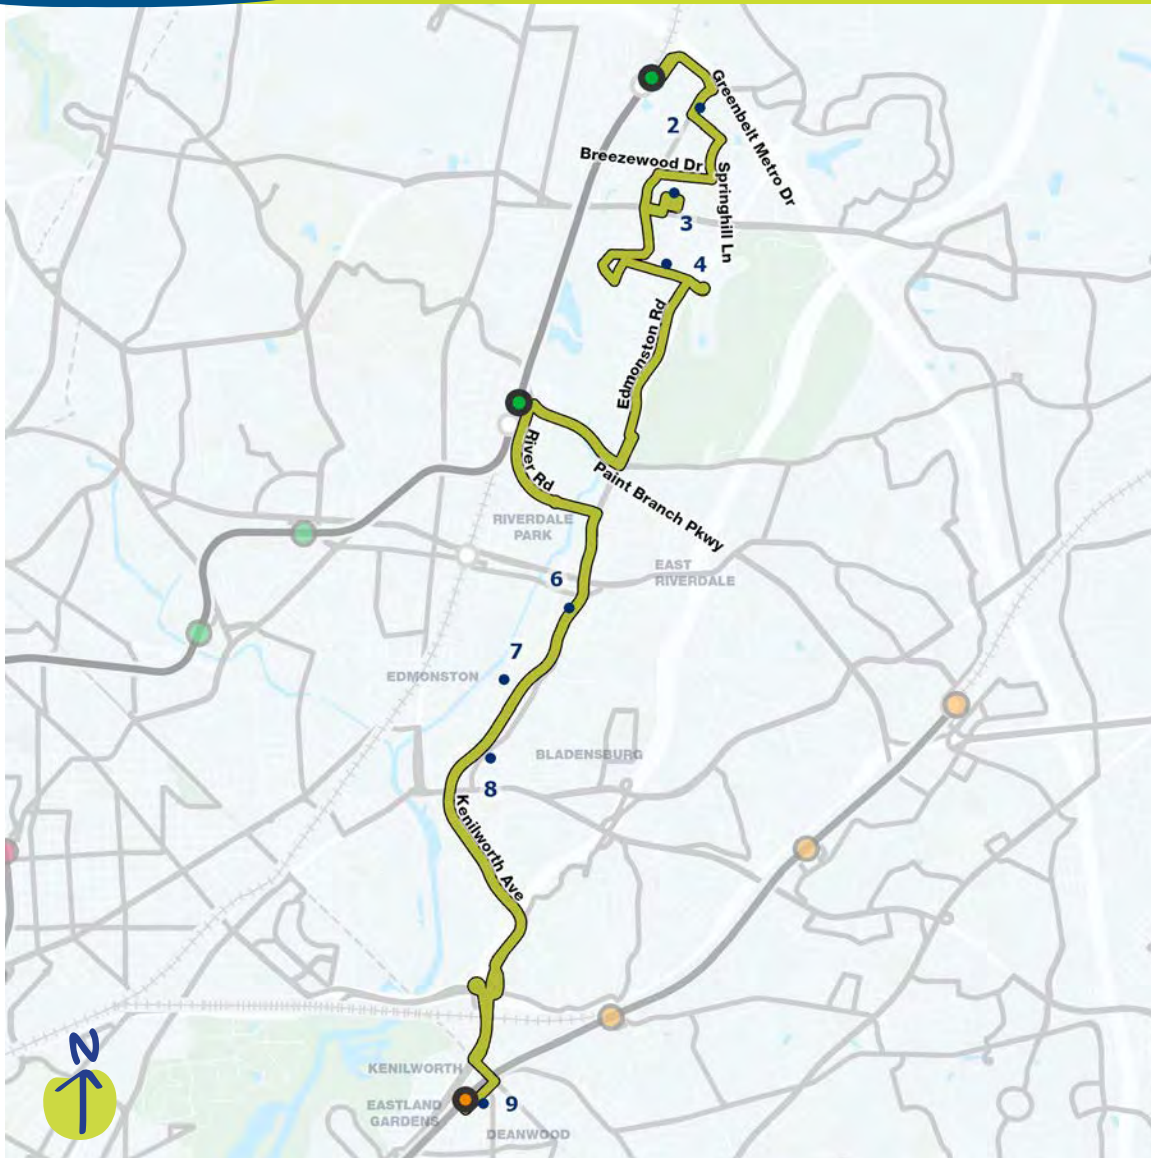 Greenbelt Metro Dr
2
Breezewood Dr
Springhill Ln
3
4
Edmonston Rd
River Rd
Paint Branch Pkwy
RIVERDALE
PARK
EAST
RIVERDALE
6
7
EDMONSTON
BLADENSBURG
8
Kenilworth Ave
N
KENILWORTH
EASTLAND
GARDENS
9
DEANWOOD